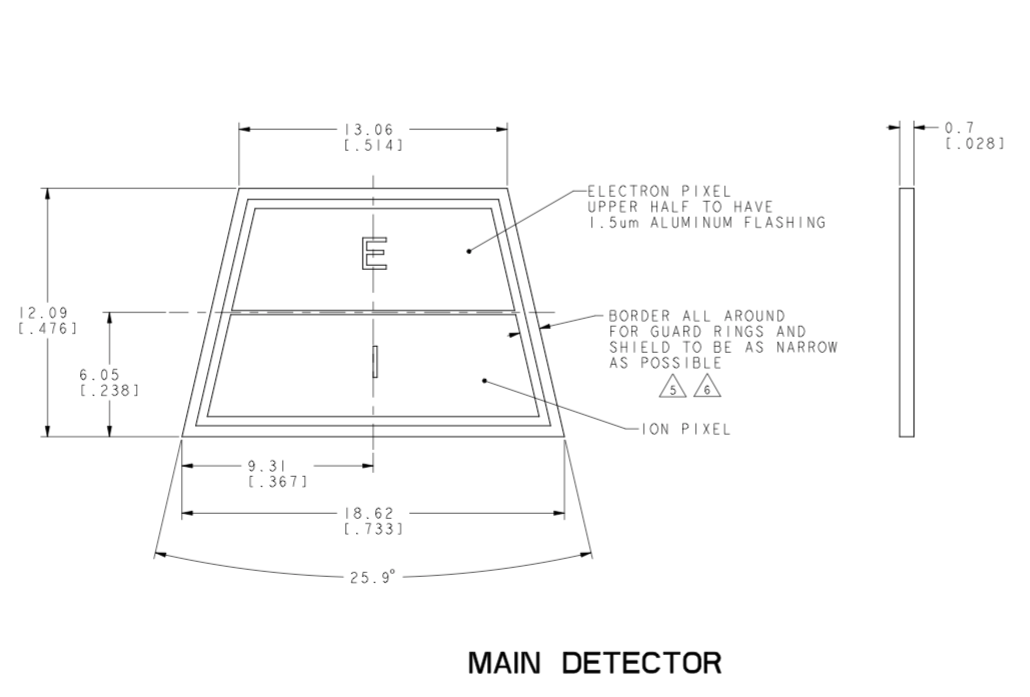 13.06
[.514]
0.7
[.028]
ELECTRON PIXEL
UPPER HALF TO HAVE
1.5um ALUMINUM FLASHING
E
12.09
[.476]
BORDER ALL AROUND
FOR GUARD RINGS AND
SHIELD TO BE AS NARROW
AS POSSIBLE
5 6
I
6.05
[.238]
ION PIXEL
9.31
[.367]
18.62
[.733]
25.9°
MAIN DETECTOR